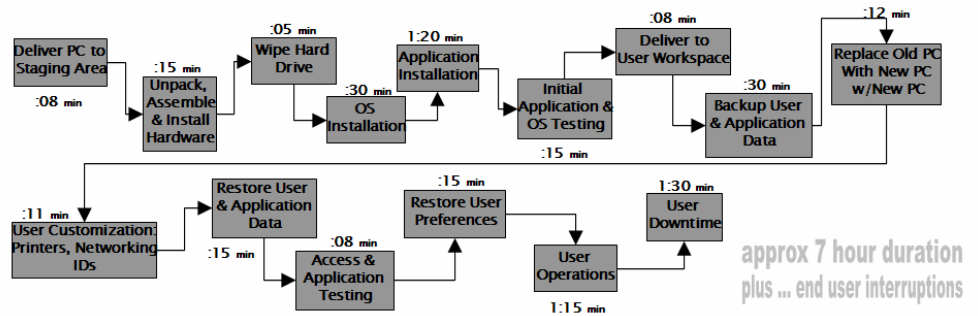 Deliver PC to
Staging Area
:08 min
:15 min
Unpack,
Assemble
& Install
Hardware
:05 min
Wipe Hard
Drive
:30 min
OS
Installation
1:20 min
Application
Installation
Initial
Application &
OS Testing
:15 min
:08 min
Deliver to
User Workspace
:30 min
Backup User
& Application
Data
:12 min
Replace Old PC
With New PC
w/New PC
:11 min
User Customization:
Printers, Networking
IDs
Restore User
& Application
Data
:15 min
:08 min
Access &
Application
Testing
:15 min
Restore User
Preferences
User
Operations
1:15 min
1:30 min
User
Downtime
approx 7 hour duration
plus ... end user interruptions